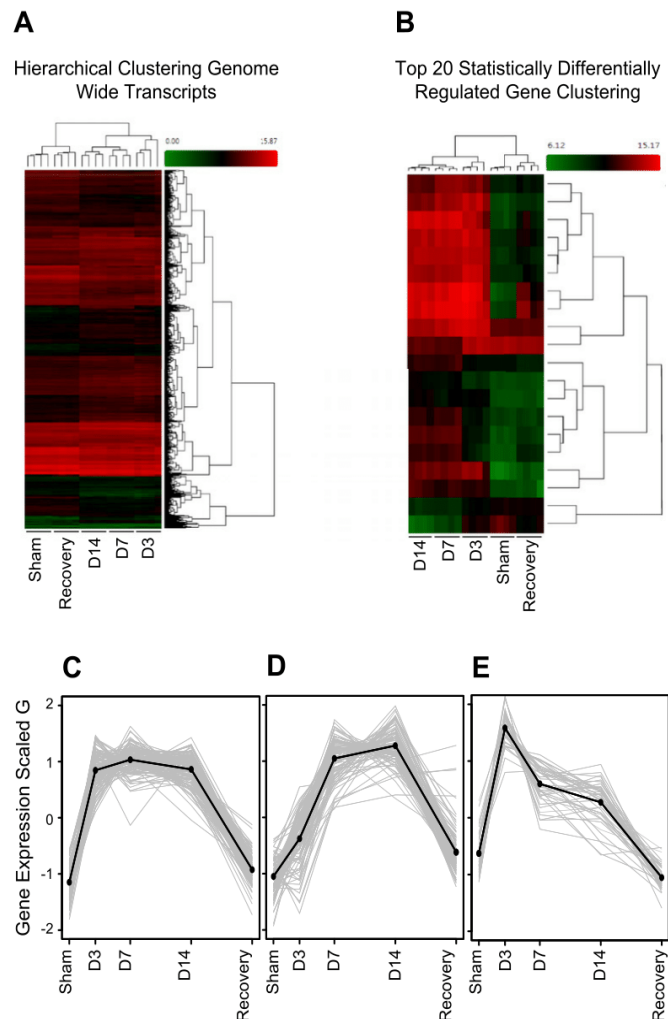 A
Hierarchical Clustering Genome
Wide Transcripts
0.00
15.87
Sham
Recovery
D14
D7
D3
B
Top 20 Statistically Differentially
Regulated Gene Clustering
6.12
15.17
D14
D7
D3
Sham
Recovery
C
D
E
Gene Expression Scaled G
2
1
0
-1
-2
Sham
D3
D7
D14
Recovery
Sham
D3
D7
D14
Recovery
Sham
D3
D7
D14
Recovery